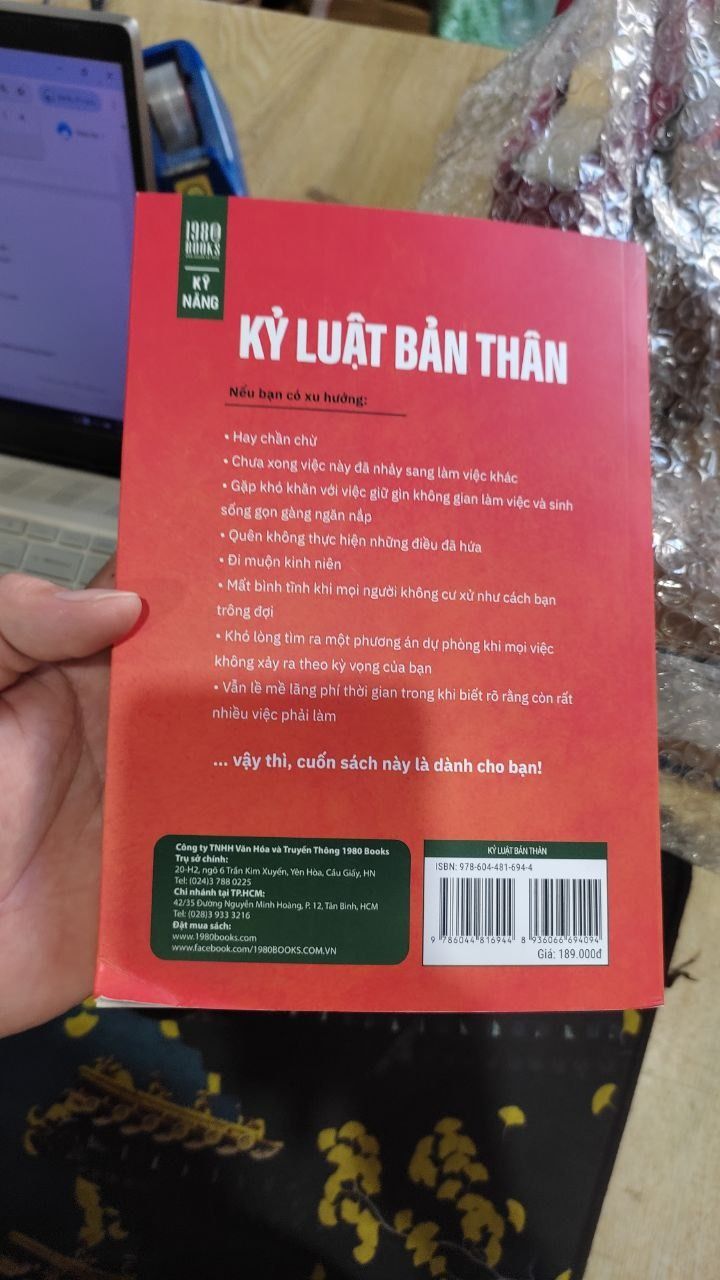 1980
BOOKS
KỸ
NĂNG
KỶ LUẬT BẢN THÂN
Nếu bạn có xu hướng:
• Hay chần chừ
• Chưa xong việc này đã nhảy sang làm việc khác
• Gặp khó khăn với việc giữ gìn không gian làm việc và sinh
sống gọn gàng ngăn nắp
• Quên không thực hiện những điều đã hứa
• Đi muộn kinh niên
• Mất bình tĩnh khi mọi người không cư xử như cách bạn
trông đợi
• Khó lòng tìm ra một phương án dự phòng khi mọi việc
không xảy ra theo kỳ vọng của bạn
• Vẫn lề mề lãng phí thời gian trong khi biết rõ rằng còn rất
nhiều việc phải làm
... vậy thì, cuốn sách này là dành cho bạn!
Công ty TNHH Văn Hóa và Truyền Thông 1980 Books
Trụ sở chính:
20-H2, ngõ 6 Trần Kim Xuyến, Yên Hòa, Cầu Giấy, HN
Tel: (024)3 788 0225
Chi nhánh tại TP.HCM:
42/35 Đường Nguyễn Minh Hoàng, P. 12, Tân Bình, HCM
Tel: (028)3 933 3216
Đặt mua sách:
www.1980books.com
www.facebook.com/1980BOOKS.COM.VN
KỶ LUẬT BẢN THÂN
ISBN: 978-604-481-694-4
9 786044 816944 8 936066 694094
Giá: 189.000đ